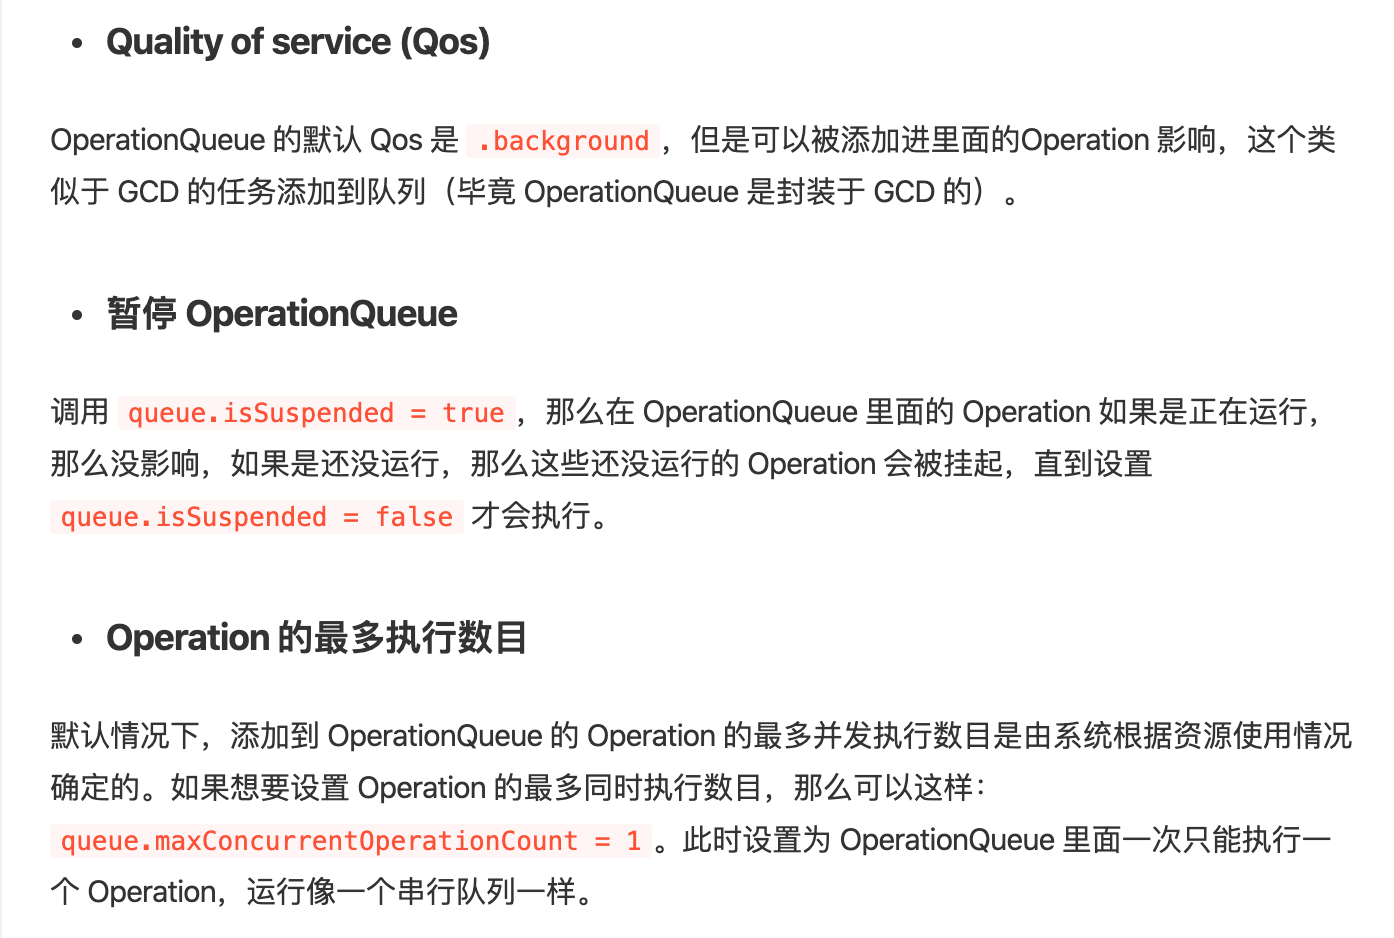 • Quality of service (Qos)
OperationQueue 的默认 Qos 是 .background ，但是可以被添加进里面的Operation 影响，这个类
似于 GCD 的任务添加到队列（毕竟 OperationQueue 是封装于 GCD 的）。
• 暂停 OperationQueue
调用 queue.isSuspended = true ，那么在 OperationQueue 里面的 Operation 如果是正在运行，
那么没影响，如果是还没运行，那么这些还没运行的 Operation 会被挂起，直到设置
queue.isSuspended = false 才会执行。
• Operation 的最多执行数目
默认情况下，添加到 OperationQueue 的 Operation 的最多并发执行数目是由系统根据资源使用情况
确定的。如果想要设置 Operation 的最多同时执行数目，那么可以这样：
queue.maxConcurrentOperationCount = 1 。此时设置为 OperationQueue 里面一次只能执行一
个 Operation，运行像一个串行队列一样。